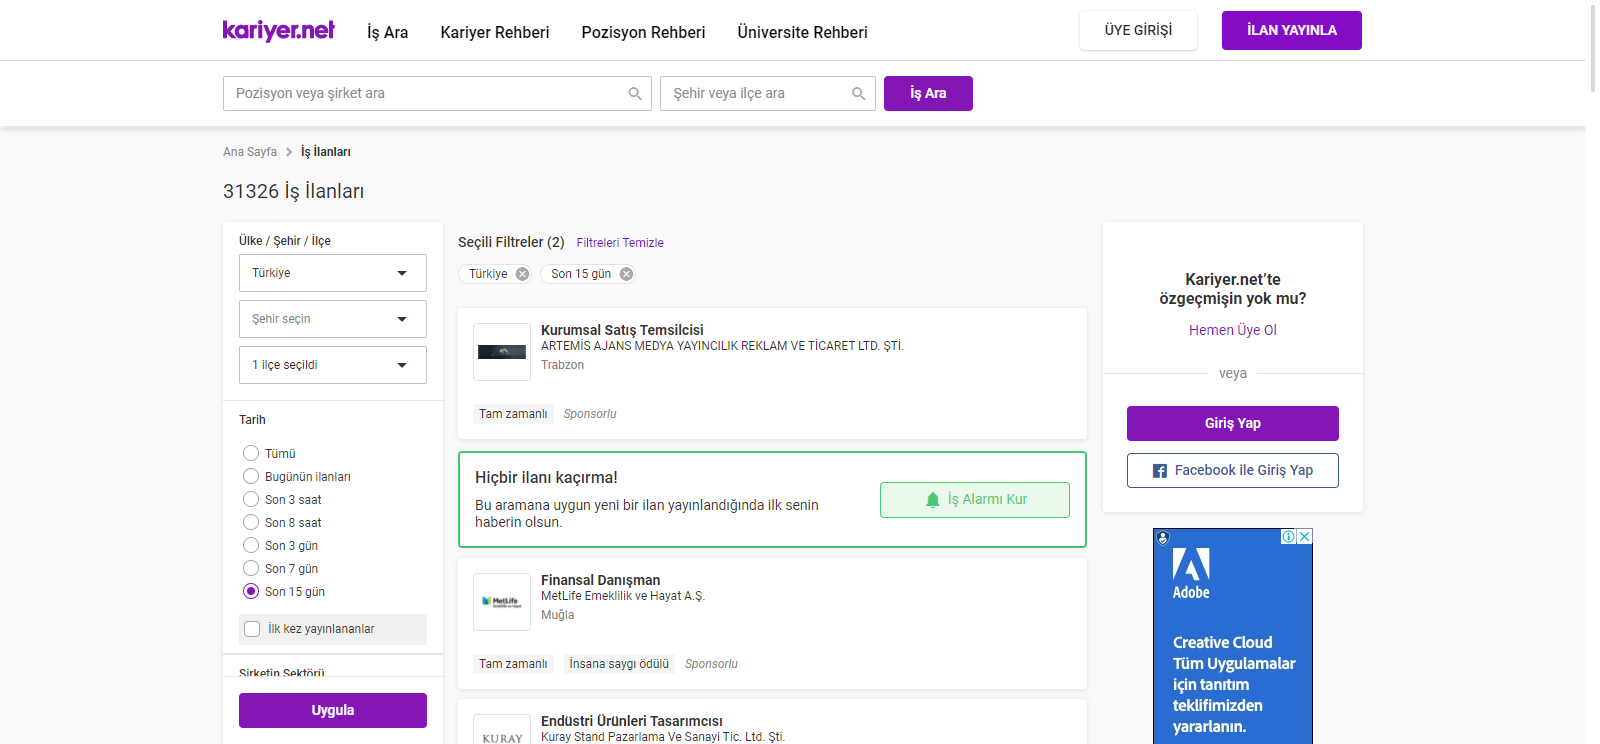 kariyer.net
İş Ara
Kariyer Rehberi
Pozisyon Rehberi
Üniversite Rehberi
ÜYE GİRİŞİ
İLAN YAYINLA
Pozisyon veya şirket ara
Şehir veya ilçe ara
İş Ara
Ana Sayfa
İş İlanları
31326 İş İlanları
Ülke / Şehir / İlçe
Türkiye
Şehir seçin
1 ilçe seçildi
Tarih
Tümü
Bugünün ilanları
Son 3 saat
Son 8 saat
Son 3 gün
Son 7 gün
Son 15 gün
İlk kez yayınlananlar
Şirketin Sektörü
Uygula
Seçili Filtreler (2)
Filtreleri Temizle
Türkiye
Son 15 gün
Kurumsal Satış Temsilcisi
ARTEMİS AJANS MEDYA YAYINCILIK REKLAM VE TİCARET LTD. ŞTİ.
Trabzon
Tam zamanlı
Sponsorlu
Hiçbir ilanı kaçırma!
Bu aramana uygun yeni bir ilan yayınlandığında ilk senin
haberin olsun.
İş Alarmı Kur
MetLife
Finansal Danışman
MetLife Emeklilik ve Hayat A.Ş.
Muğla
Tam zamanlı
İnsana saygı ödülü
Sponsorlu
KURAY
Endüstri Ürünleri Tasarımcısı
Kuray Stand Pazarlama Ve Sanayi Tic. Ltd. Şti.
Kariyer.net’te
özgeçmişin yok mu?
Hemen Üye Ol
veya
Giriş Yap
Facebook ile Giriş Yap
Adobe
Creative Cloud
Tüm Uygulamalar
için tanıtım
teklifimizden
yararlanın.